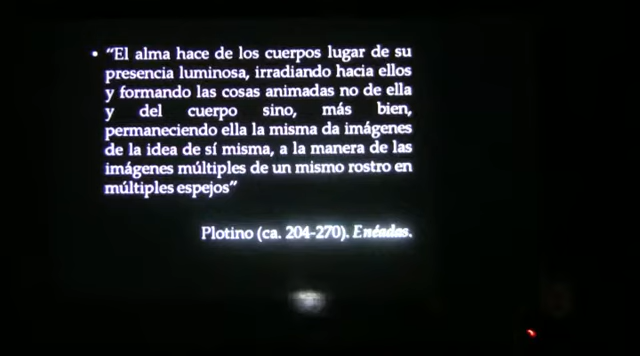 • “El alma hace de los cuerpos lugar de su
presencia luminosa, irradiando hacia ellos
y formando las cosas animadas no de ella
y del cuerpo sino, más bien,
permaneciendo ella la misma da imágenes
de la idea de sí misma, a la manera de las
imágenes múltiples de un mismo rostro en
múltiples espejos”
Plotino (ca. 204-270). Enéadas.